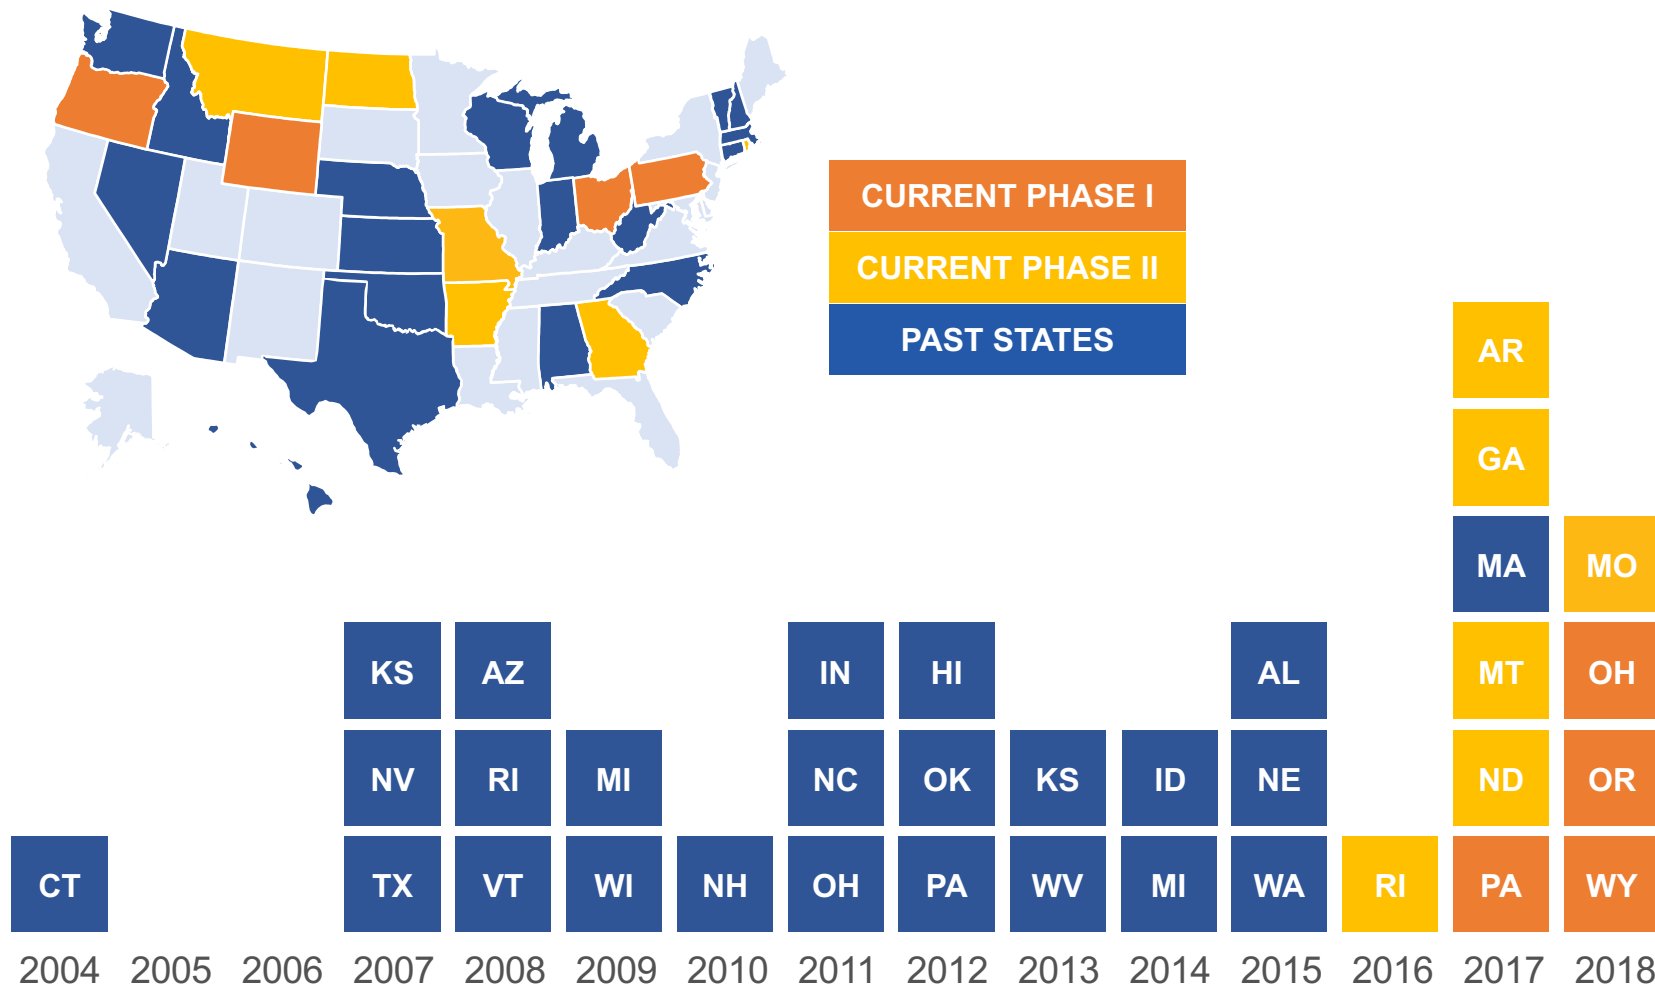 CURRENT PHASE I
CURRENT PHASE II
PAST STATES
AR
GA
MA MO
KS AZ IN HI AL MT OH
NV RI MI NC OK KS ID NE ND OR
CT TX VT WI NH OH PA WV MI WA RI PA WY
2004 2005 2006 2007 2008 2009 2010 2011 2012 2013 2014 2015 2016 2017 2018